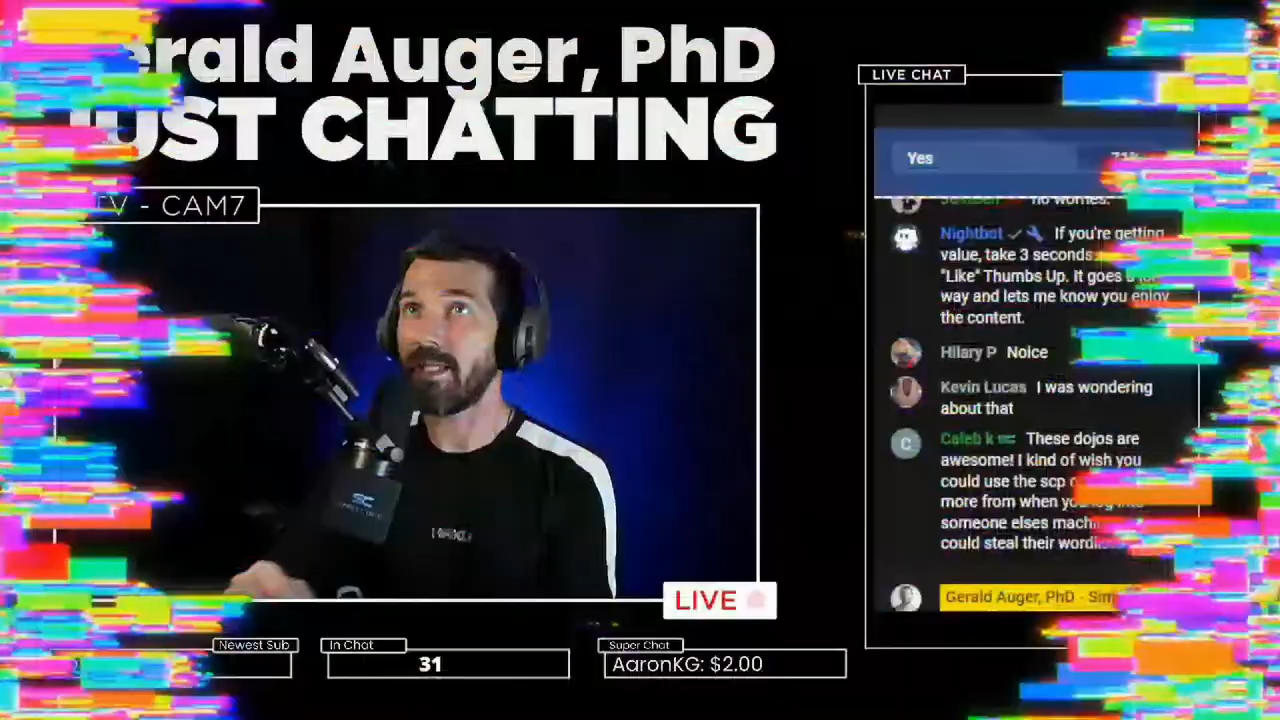 erald Auger, PhD
UST CHATTING
TV - CAM7
LIVE
Newest Sub
In Chat
31
Super Chat
AaronKG: $2.00
LIVE CHAT
Yes
no worries.
Nightbot If you're getting
value, take 3 seconds
"Like" Thumbs Up. It goes a
way and lets me know you enjoy
the content.
Hilary P Noice
Kevin Lucas I was wondering
about that
Caleb k These dojos are
awesome! I kind of wish you
could use the scp
more from when you
someone elses
could steal their
C
Gerald Auger, PhD - Sim